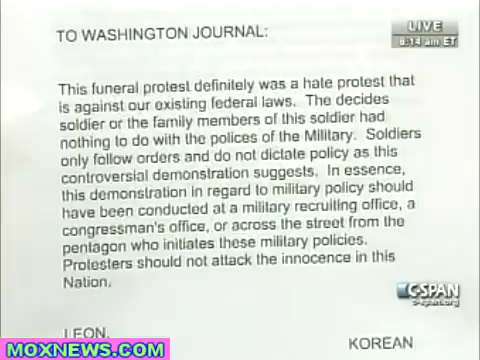 TO WASHINGTON JOURNAL:
LIVE
8:14 am ET
This funeral protest definitely was a hate protest that
is against our existing federal laws. The decides
soldier or the family members of this soldier had
nothing to do with the polices of the Military. Soldiers
only follow orders and do not dictate policy as this
controversial demonstration suggests. In essence,
this demonstration in regard to military policy should
have been conducted at a military recruiting office, a
congressman's office, or across the street from the
pentagon who initiates these military policies.
Protesters should not attack the innocence in this
Nation.
C-SPAN
c-span.org
LEON,
KOREAN
MOXNEWS.COM